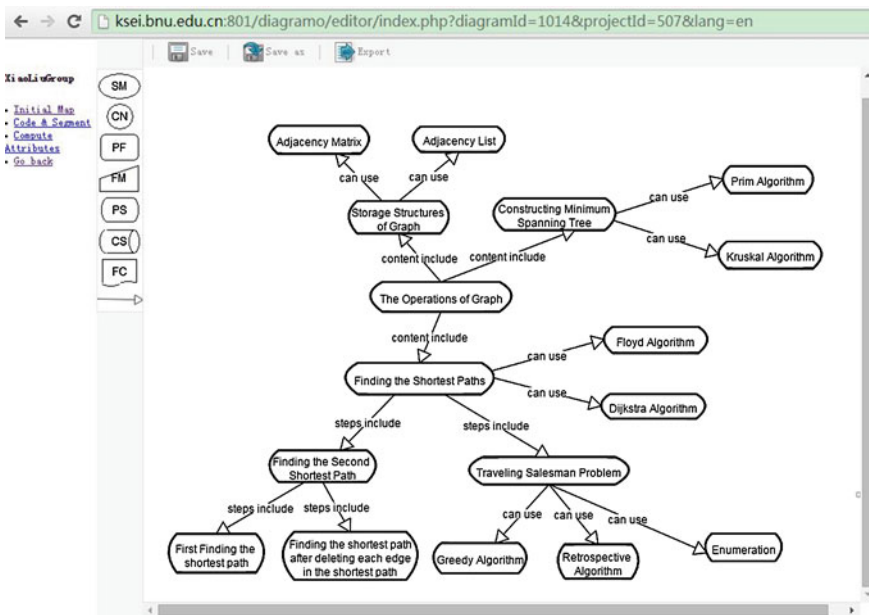 ksei.bnu.edu.cn:801/diagramo/editor/index.php?diagramId=1014&projectId=507&lang=en
Save
Save as
Export
XiaoLiuGroup
Initial Map
Code & Segment
Compute
Attributes
Go back
SM
CN
PF
FM
PS
CS
FC
Adjacency Matrix
Adjacency List
can use
can use
Prim Algorithm
can use
Storage Structures
of Graph
Constructing Minimum
Spanning Tree
can use
Kruskal Algorithm
content include
content include
The Operations of Graph
content include
Floyd Algorithm
can use
Finding the Shortest Paths
can use
Dijkstra Algorithm
steps include
steps include
Finding the Second
Shortest Path
Traveling Salesman Problem
steps include
steps include
can use
can use
can use
First Finding the
shortest path
Finding the shortest path
after deleting each edge
in the shortest path
Greedy Algorithm
Retrospective
Algorithm
Enumeration